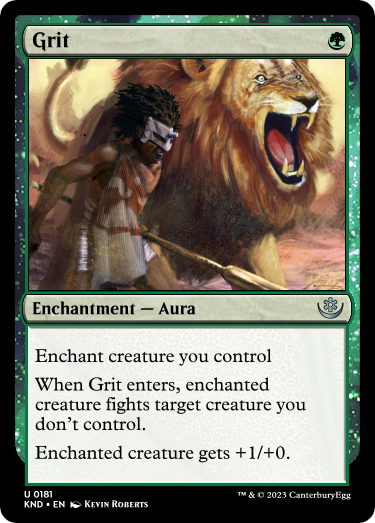 Grit
Enchantment — Aura
Enchant creature you control
When Grit enters, enchanted
creature fights target creature you
don't control.
Enchanted creature gets +1/+0.
U 0181
KND • EN Kevin Roberts
™ & © 2023 CanterburyEgg